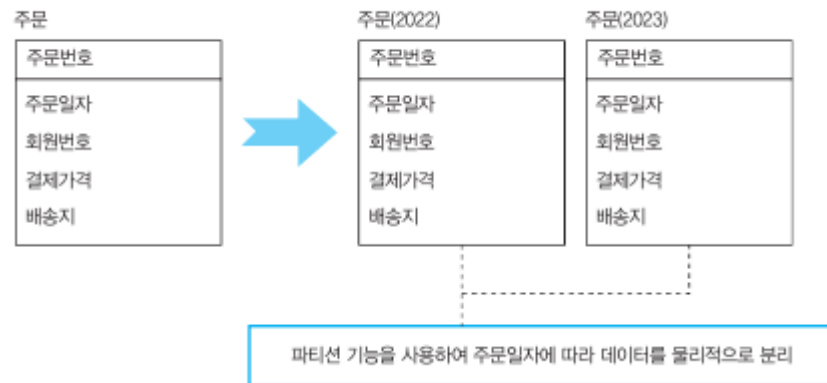 주문
주문번호
주문일자
회원번호
결제가격
배송지
주문(2022)
주문번호
주문일자
회원번호
결제가격
배송지
주문(2023)
주문번호
주문일자
회원번호
결제가격
배송지
파티션 기능을 사용하여 주문일자에 따라 데이터를 물리적으로 분리